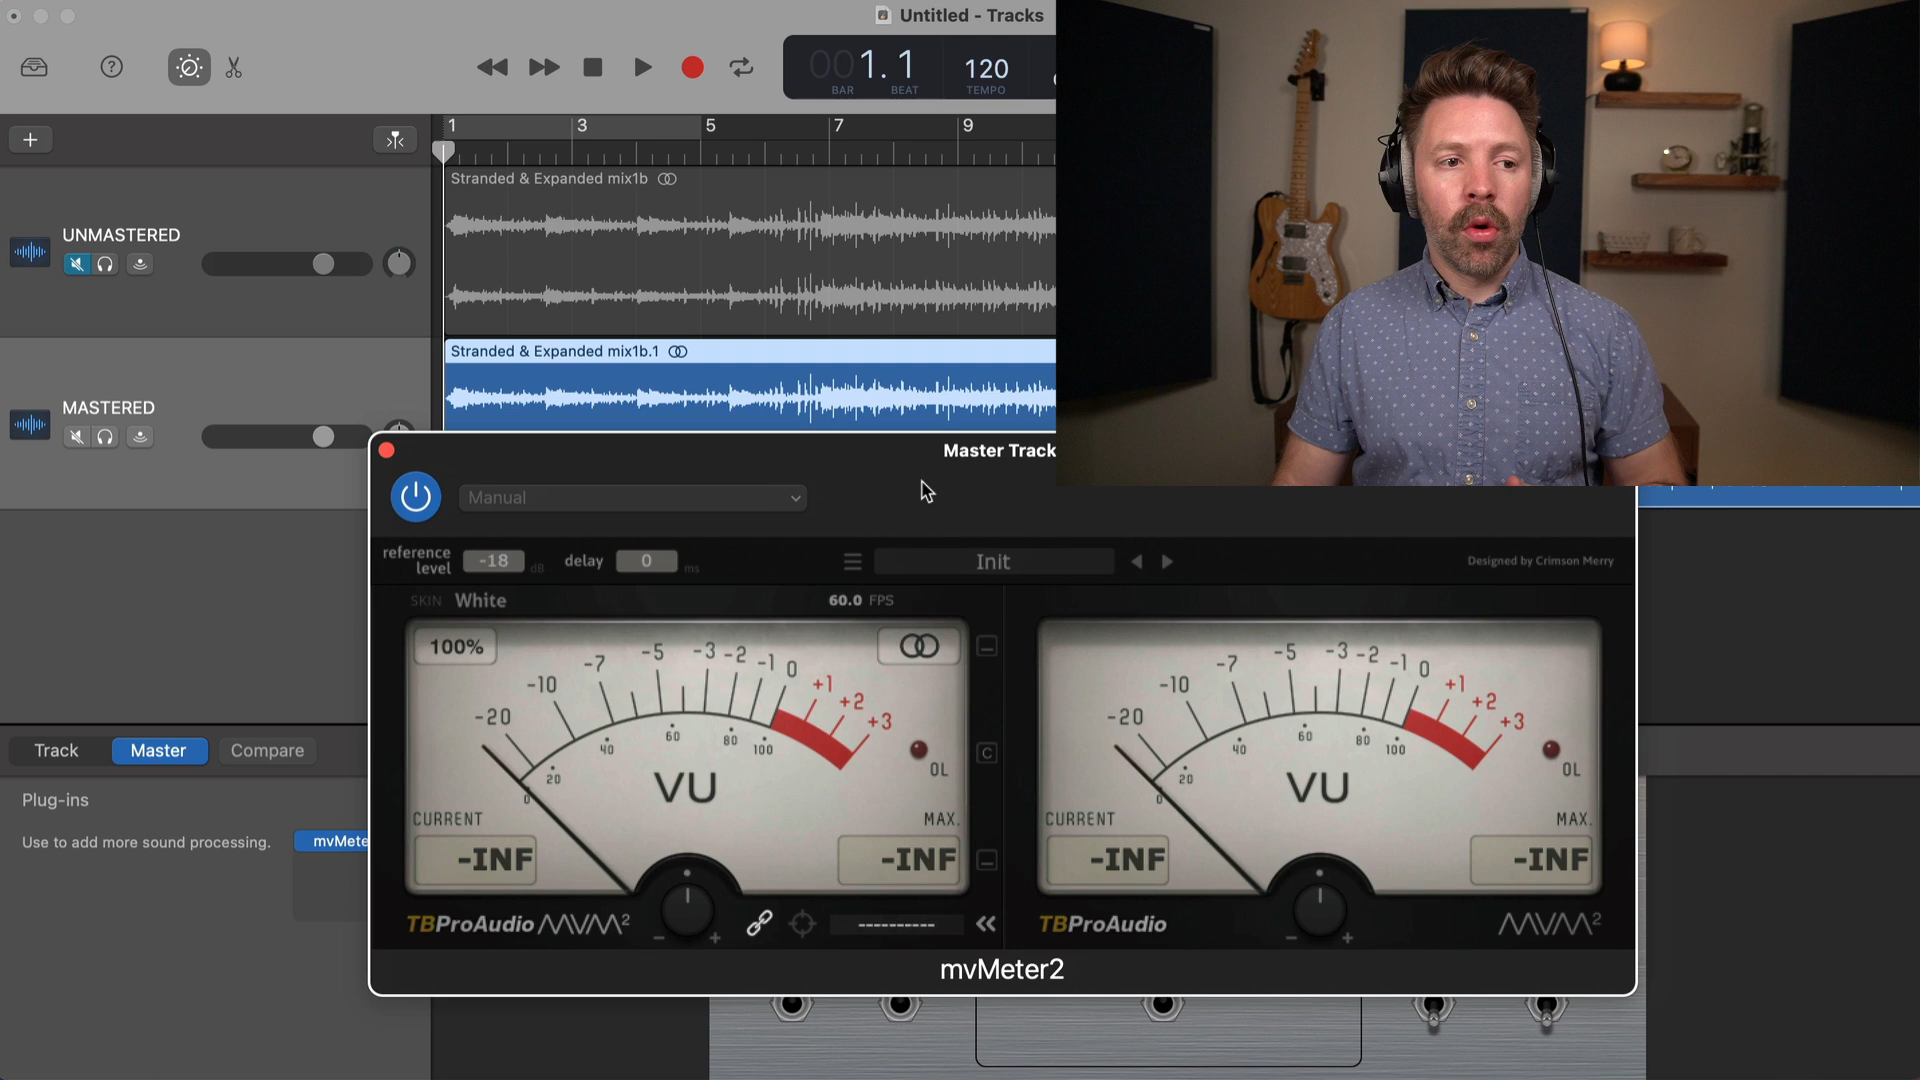 Untitled - Tracks
001. 1
BAR
BEAT
120
TEMPO
1
3
5
7
9
Stranded & Expanded mix1b
UNMASTERED
Stranded & Expanded mix1b.1
MASTERED
Master Track
Manual
reference level
-18
dB
delay
0
ms
Init
Designed by Crimson Merry
SKIN White
60.0 FPS
100%
-20
-10
-7
-5
-3
-2
-1
0
+1
+2
+3
0
20
40
60
80
100
VU
OL
CURRENT
MAX.
-INF
-INF
C
TBProAudio MVM2
-
+
----------
-20
-10
-7
-5
-3
-2
-1
0
+1
+2
+3
0
20
40
60
80
100
VU
OL
CURRENT
MAX.
-INF
-INF
TBProAudio
-
+
MVM2
mvMeter2
Track
Master
Compare
Plug-ins
Use to add more sound processing.
mvMete